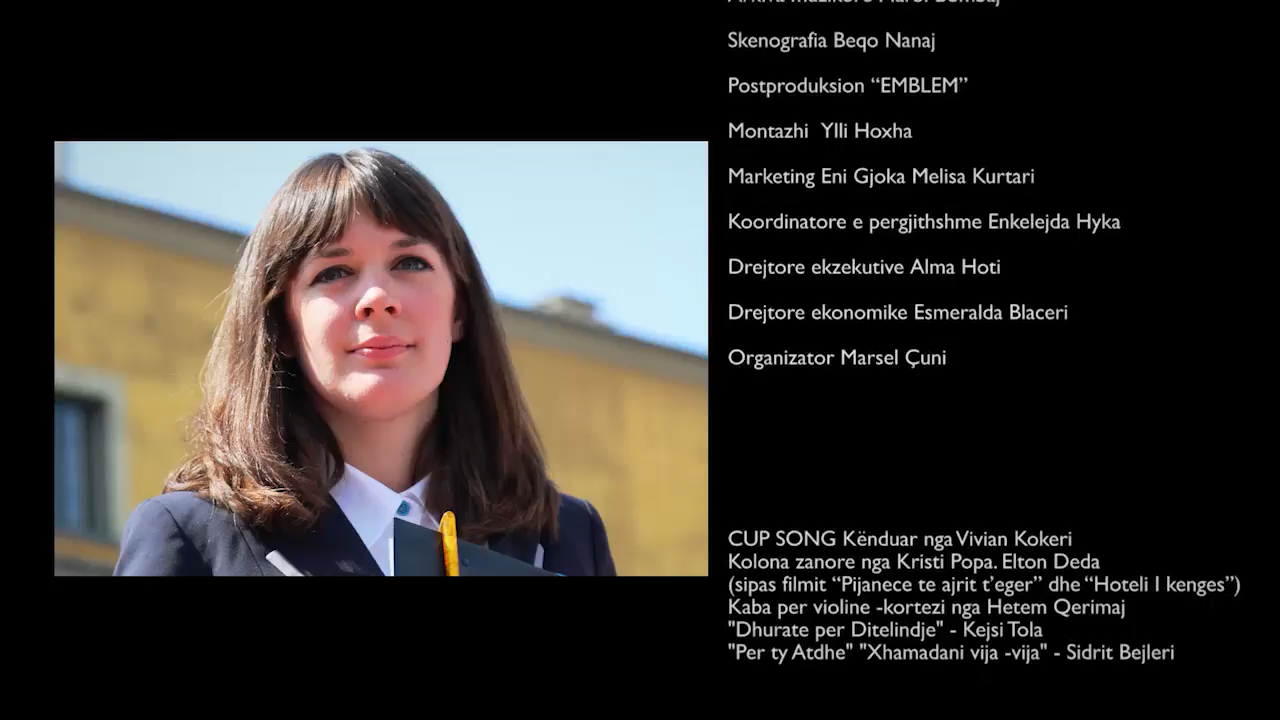 Skenografia Beqo Nanaj
Postproduksion “EMBLEM”
Montazhi Ylli Hoxha
Marketing Eni Gjoka Melisa Kurtari
Koordinatore e pergjithshme Enkelejda Hyka
Drejtore ekzekutive Alma Hoti
Drejtore ekonomike Esmeralda Blaceri
Organizator Marsel Çuni
CUP SONG Kënduar nga Vivian Kokeri
Kolona zanore nga Kristi Popa. Elton Deda
(sipas filmit “Pijanece te ajrit t’eger” dhe “Hoteli I kenges”)
Kaba per violine -kortezi nga Hetem Qerimaj
"Dhurate per Ditelindje" - Kejsi Tola
"Per ty Atdhe" "Xhamadani vija -vija" - Sidrit Bejleri